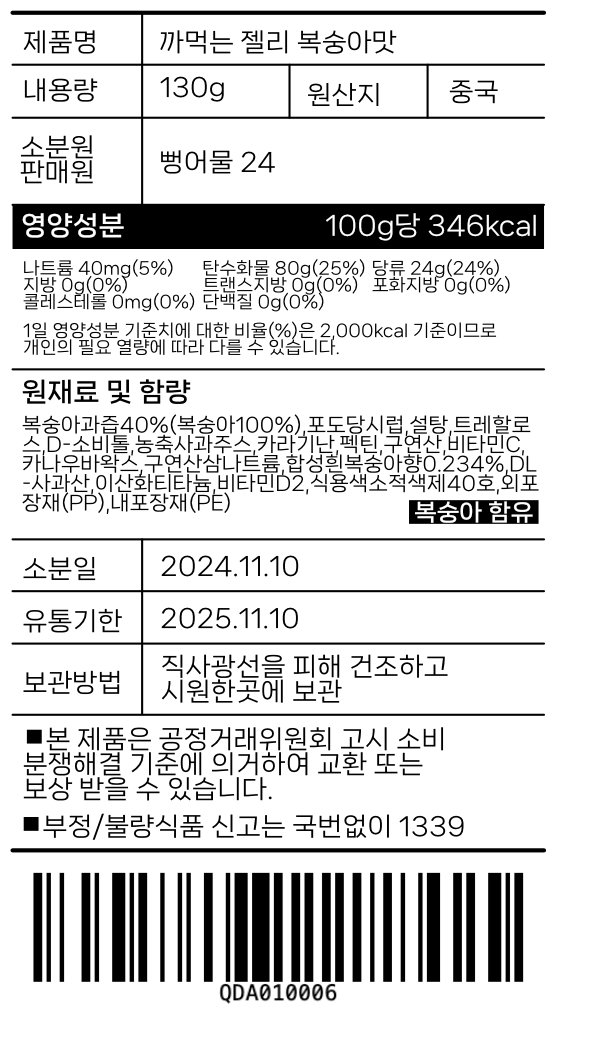 제품명 까먹는 젤리 복숭아맛
내용량 130g 원산지 중국
소분원
판매원
뻥어물 24
영양성분 100g당 346kcal
나트륨 40mg(5%) 탄수화물 80g(25%) 당류 24g(24%)
지방 0g(0%) 트랜스지방 0g(0%) 포화지방 0g(0%)
콜레스테롤 0mg(0%) 단백질 0g(0%)
1일 영양성분 기준치에 대한 비율(%)은 2,000kcal 기준이므로
개인의 필요 열량에 따라 다를 수 있습니다.
원재료 및 함량
복숭아과즙40%(복숭아100%),포도당시럽,설탕,트레할로
스,D-소비톨,농축사과주스,카라기난,펙틴,구연산,비타민C,
카나우바왁스,구연산삼나트륨,합성흰복숭아향0.234%,DL
-사과산,이산화티타늄,비타민D2,식용색소적색제40호,외포
장재(PP),내포장재(PE)
복숭아 함유
소분일 2024.11.10
유통기한 2025.11.10
보관방법
직사광선을 피해 건조하고
시원한곳에 보관
■본 제품은 공정거래위원회 고시 소비
분쟁해결 기준에 의거하여 교환 또는
보상 받을 수 있습니다.
■부정/불량식품 신고는 국번없이 1339
QDA010006